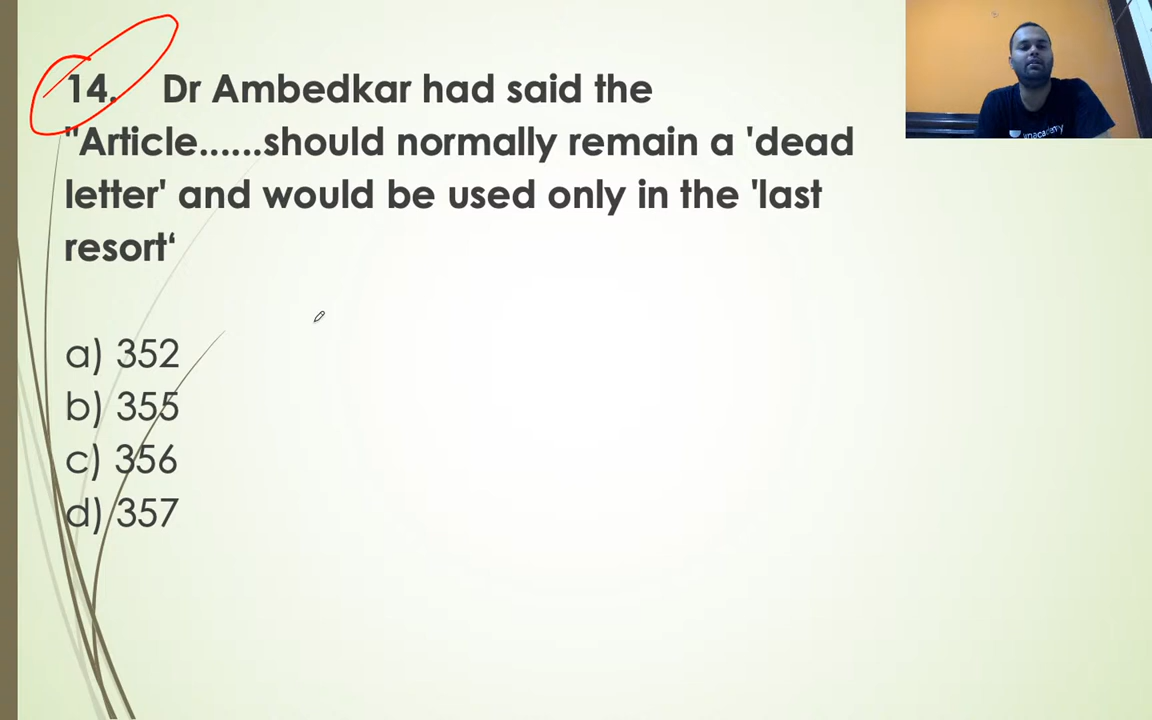 14. Dr Ambedkar had said the
"Article......should normally remain a 'dead
letter' and would be used only in the 'last
resort‘
a) 352
b) 355
c) 356
d) 357